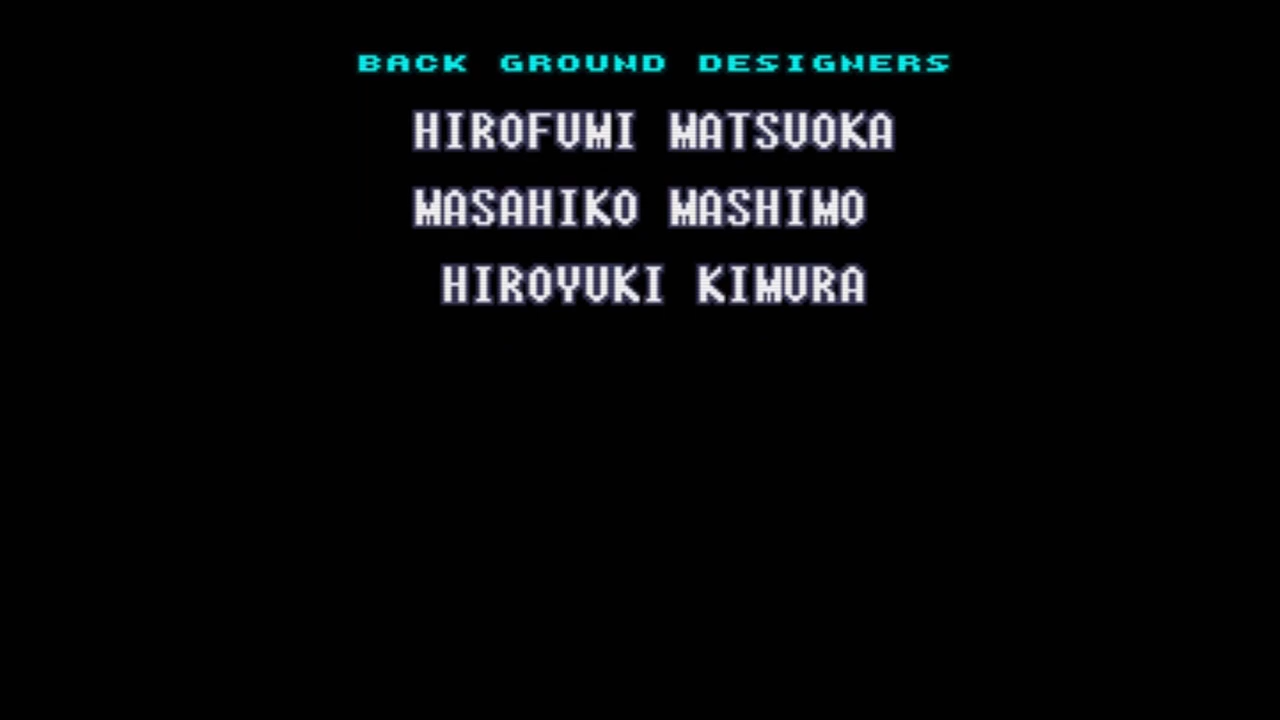 BACK GROUND DESIGNERS
HIROFUMI MATSUOKA
MASAHIKO MASHIMO
HIROYUKI KIMURA